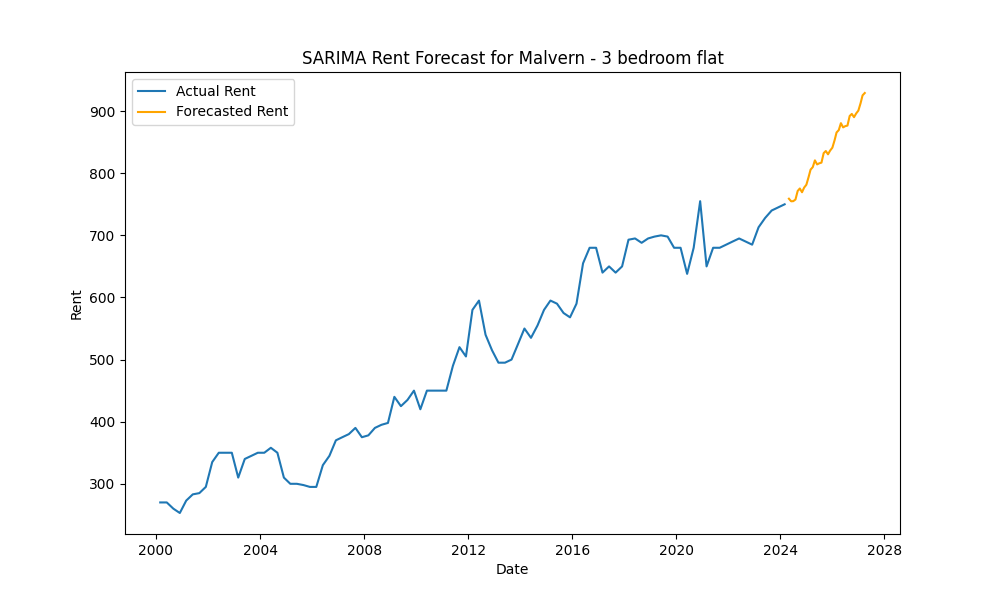 SARIMA Rent Forecast for Malvern - 3 bedroom flat
Actual Rent
Forecasted Rent
900
800
700
600
500
400
300
Rent
2000 2004 2008 2012 2016 2020 2024 2028
Date